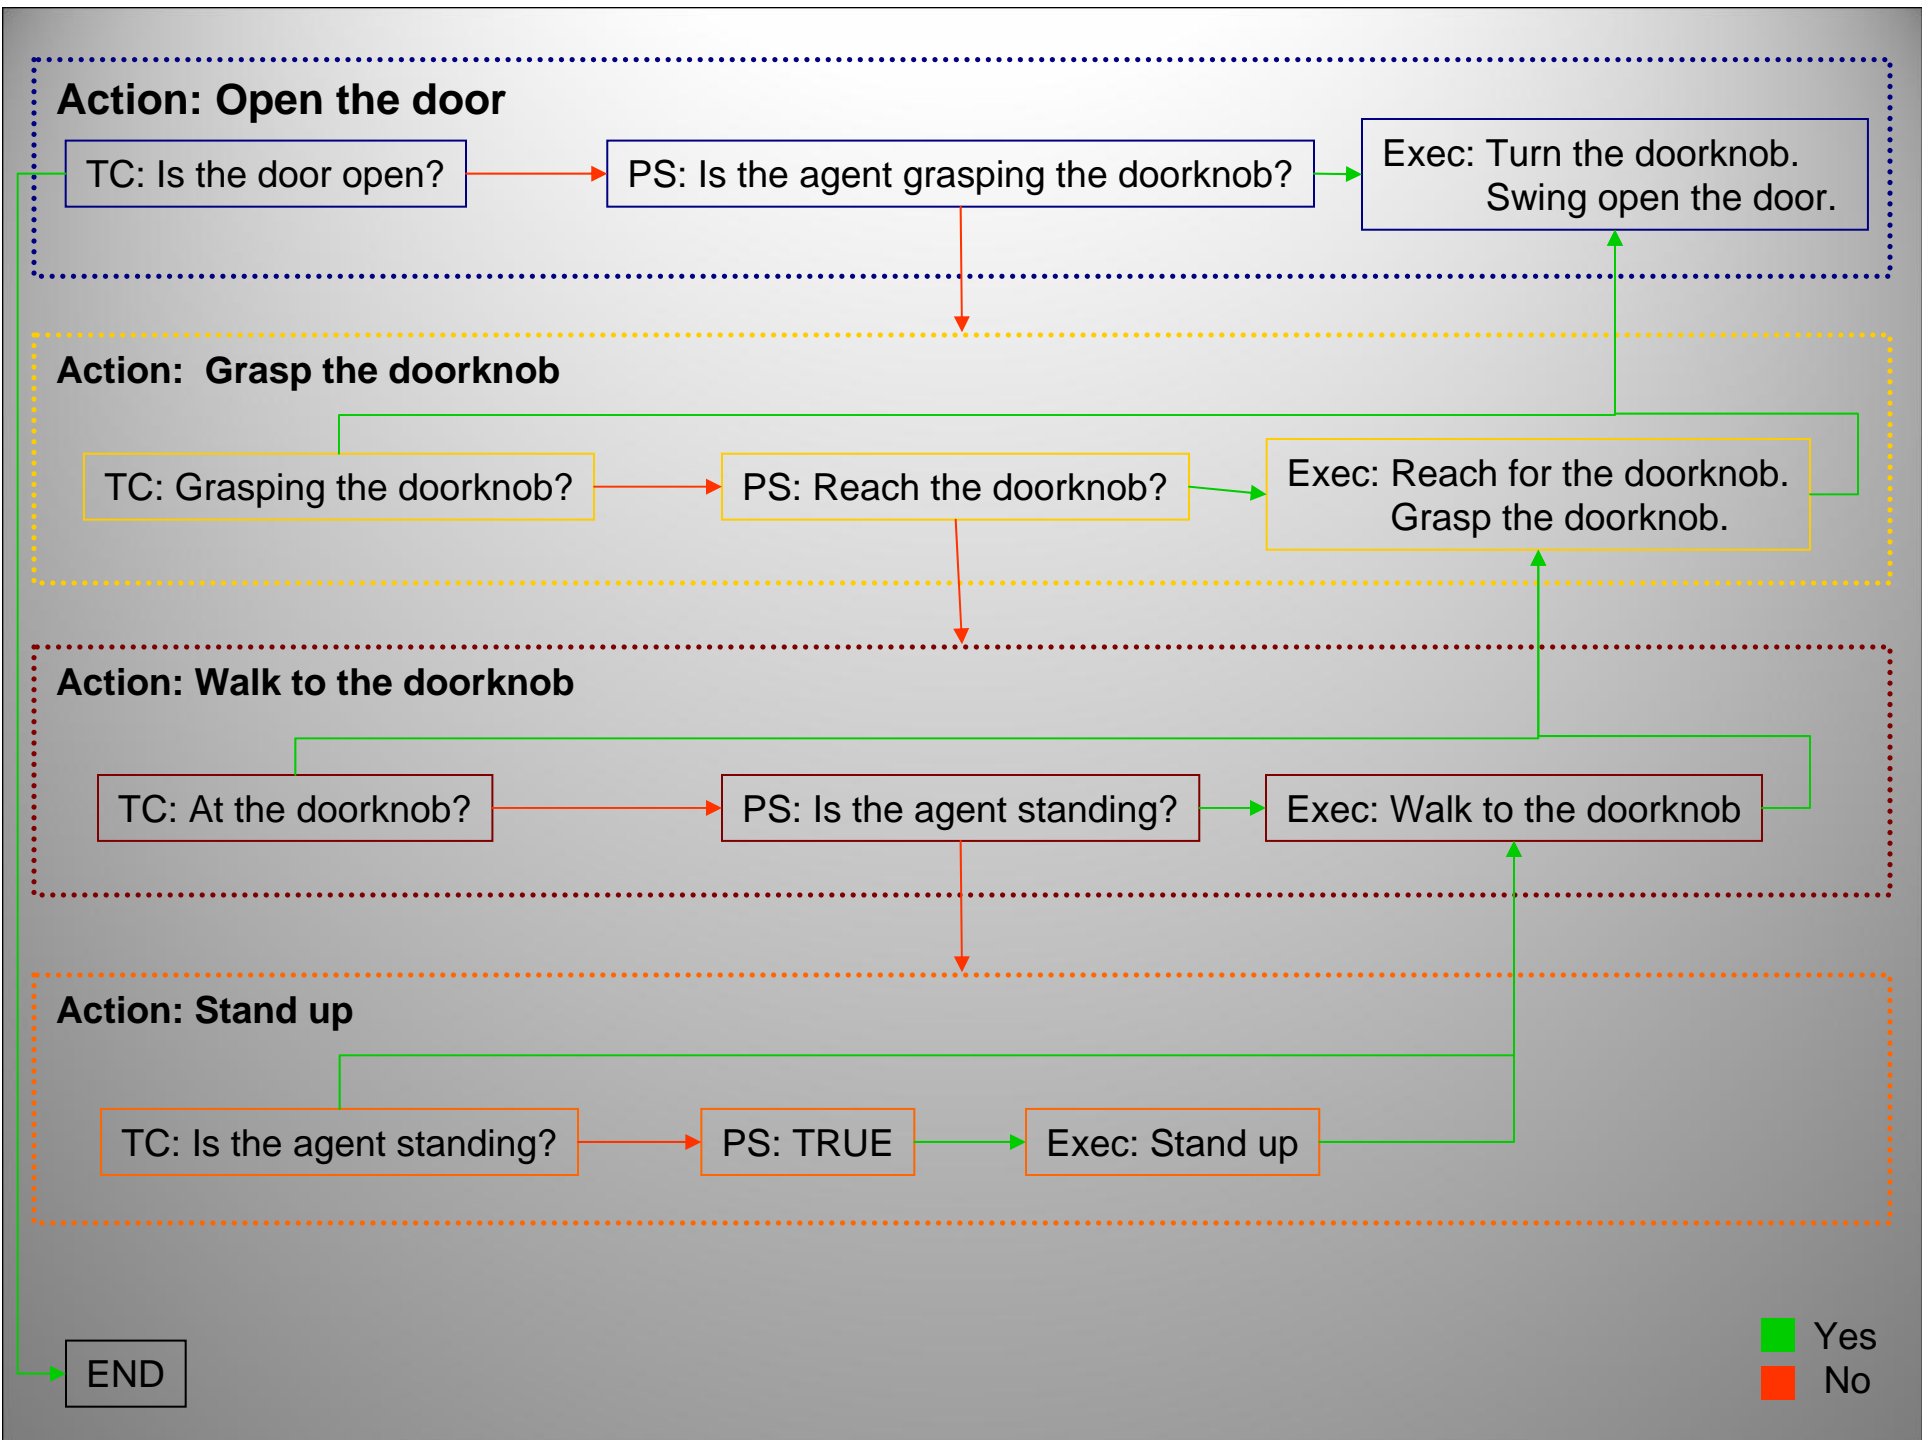 Action: Open the door
TC: Is the door open?
PS: Is the agent grasping the doorknob?
Exec: Turn the doorknob.
Swing open the door.
Action:  Grasp the doorknob
TC: Grasping the doorknob?
PS: Reach the doorknob?
Exec: Reach for the doorknob.
Grasp the doorknob.
Action: Walk to the doorknob
TC: At the doorknob?
PS: Is the agent standing?
Exec: Walk to the doorknob
Action: Stand up
TC: Is the agent standing?
PS: TRUE
Exec: Stand up
END
Yes
No